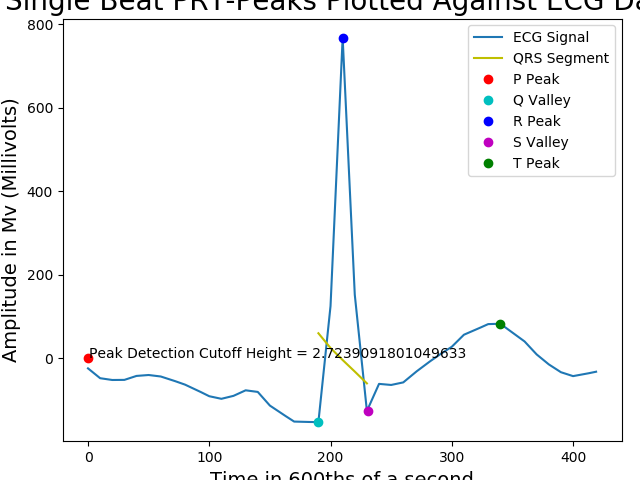 Single Beat PRT-Peaks Plotted Against ECG Da
800
600
400
200
0
Amplitude in Mv (Millivolts)
ECG Signal
QRS Segment
P Peak
Q Valley
R Peak
S Valley
T Peak
Peak Detection Cutoff Height = 2.7239091801049633
0 100 200 300 400
Time in 600ths of a second